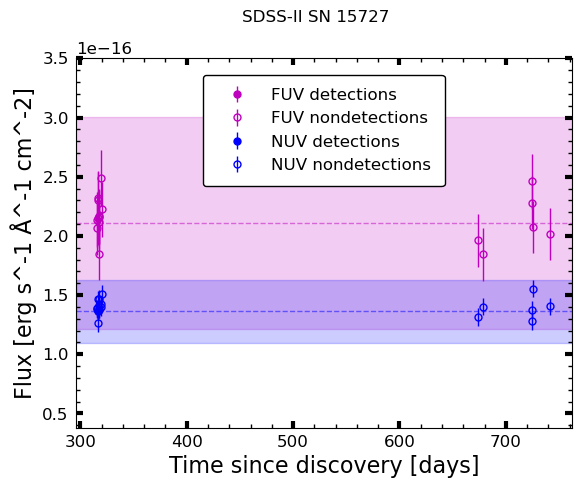 SDSS-II SN 15727
1e−16
FUV detections
FUV nondetections
NUV detections
NUV nondetections
3.5
3.0
2.5
2.0
1.5
1.0
0.5
Flux [erg s^-1 Å^-1 cm^-2]
300 400 500 600 700
Time since discovery [days]